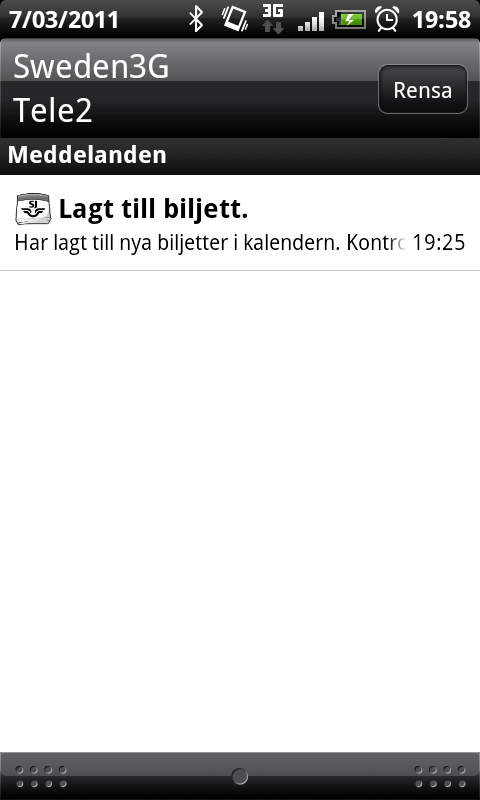 7/03/2011 3G 19:58
Sweden3G
Tele2
Rensa
Meddelanden
SJ Lagt till biljett.
Har lagt till nya biljetter i kalendern. Kontr 19:25